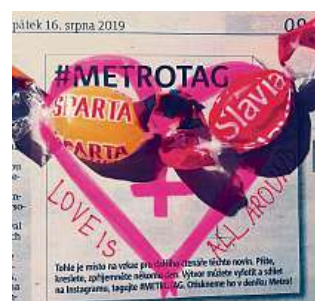 pátek 16. srpna 2019
09
#METROTAG
SPARTA
Slavia
SPARTA
LOVE IS
ALL AROUND
Tohle je místo na vzkaz pro dalšího čtenáře těchto novin. Pište,
kreslete, zpříjemněte někomu den. Výtvor můžete vyfotit a sdílet
na Instagramu, tagujte #METROTAG. Otiskneme ho v deníku Metro!